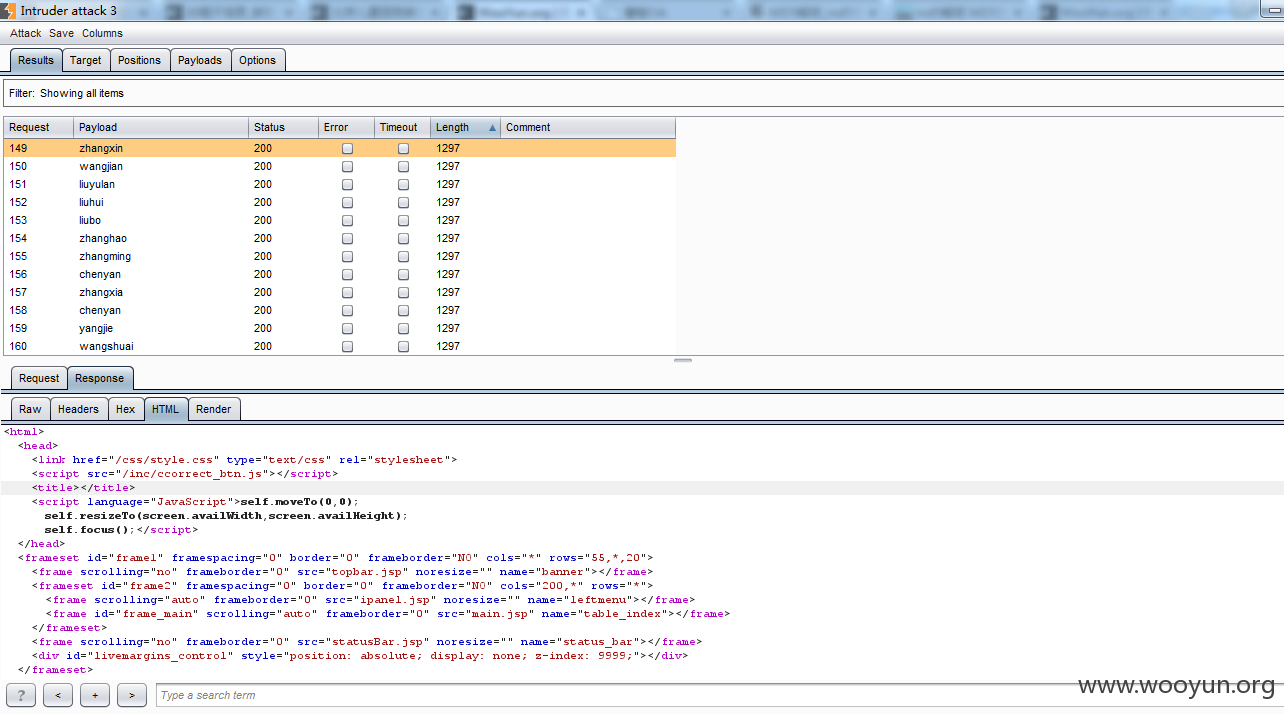 Intruder attack 3
Attack Save Columns
Results Target Positions Payloads Options
Filter: Showing all items
Request Payload Status Error Timeout Length Comment
149 zhangxin 200 1297
150 wangjian 200 1297
151 liuyulan 200 1297
152 liuhui 200 1297
153 liubo 200 1297
154 zhanghao 200 1297
155 zhangming 200 1297
156 chenyan 200 1297
157 zhangxia 200 1297
158 chenyan 200 1297
159 yangjie 200 1297
160 wangshuai 200 1297
Request Response
Raw Headers Hex HTML Render
<html>
<head>
<link href="/css/style.css" type="text/css" rel="stylesheet">
<script src="/inc/ccorrect_btn.js"></script>
<title></title>
<script language="JavaScript">self.moveTo(0,0);
self.resizeTo(screen.availWidth,screen.availHeight);
self.focus();</script>
</head>
<frameset id="frame1" framespacing="0" border="0" frameborder="NO" cols="*" rows="55,*,20">
<frame scrolling="no" frameborder="0" src="topbar.jsp" noresize="" name="banner"></frame>
<frameset id="frame2" framespacing="0" border="0" frameborder="NO" cols="200,*" rows="*">
<frame scrolling="auto" frameborder="0" src="ipanel.jsp" noresize="" name="leftmenu"></frame>
<frame id="frame_main" scrolling="auto" frameborder="0" src="main.jsp" name="table_index"></frame>
</frameset>
<frame scrolling="no" frameborder="0" src="statusBar.jsp" noresize="" name="status_bar"></frame>
<div id="livemargins_control" style="position: absolute; display: none; z-index: 9999;"></div>
</frameset>
? < + > Type a search term
www.wooyun.org